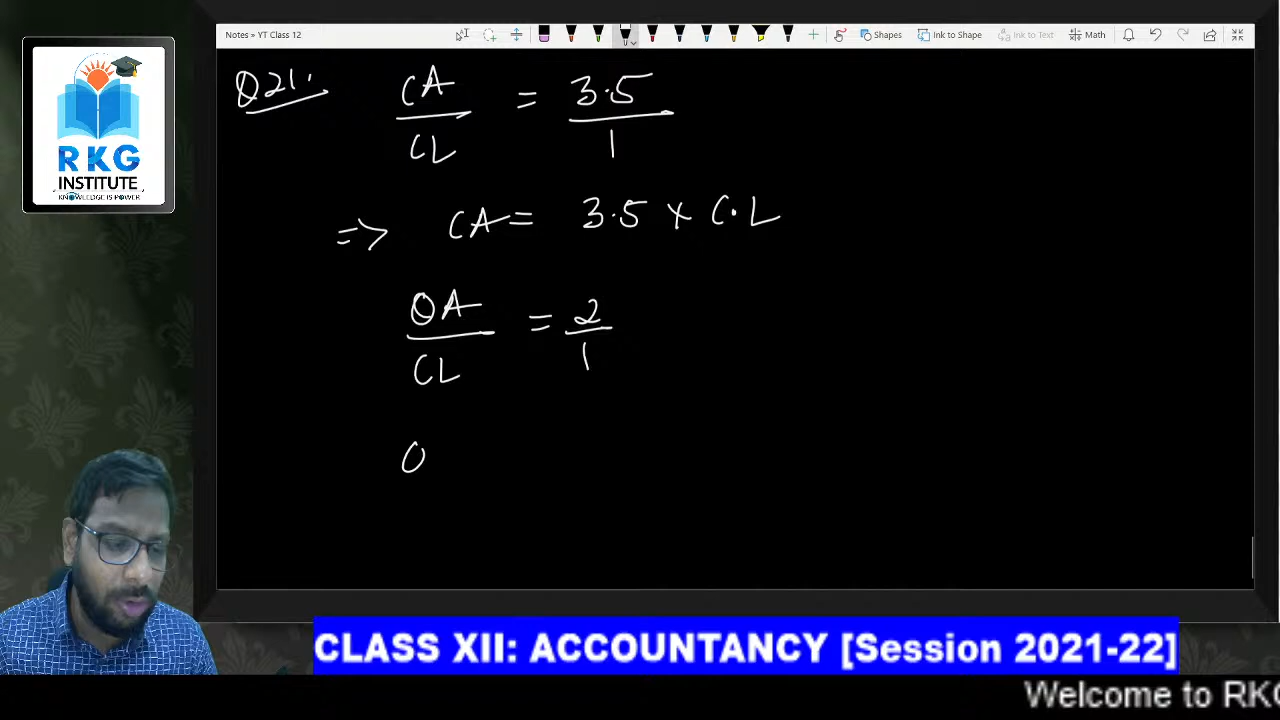 Notes » YT Class 12
Shapes
Ink to Shape
Ink to Text
Math
RKG
INSTITUTE
KNOWLEDGE IS POWER
Q21.
CA
CL
= 3.5
1
=> CA = 3.5 x C.L
QA
CL
= 2
1
Q
CLASS XII: ACCOUNTANCY [Session 2021-22]
Welcome to RKG